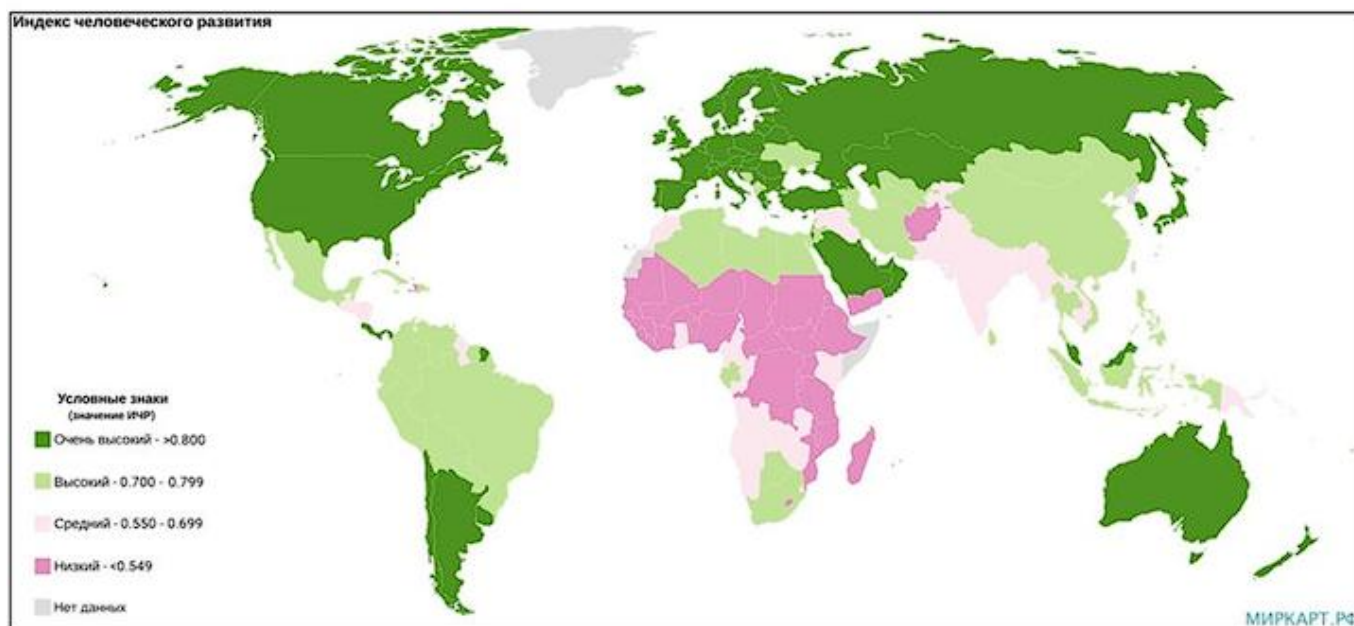 Индекс человеческого развития
Условные знаки
(значение ИЧР)
Очень высокий - >0.800
Высокий - 0.700 - 0.799
Средний - 0.550 - 0.699
Низкий - <0.549
Нет данных
МИРКАРТ.РФ